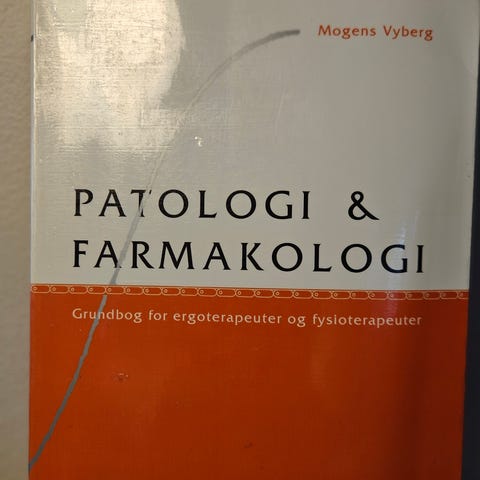 Mogens Vyberg
PATOLOGI &
FARMAKOLOGI
Grundbog for ergoterapeuter og fysioterapeuter